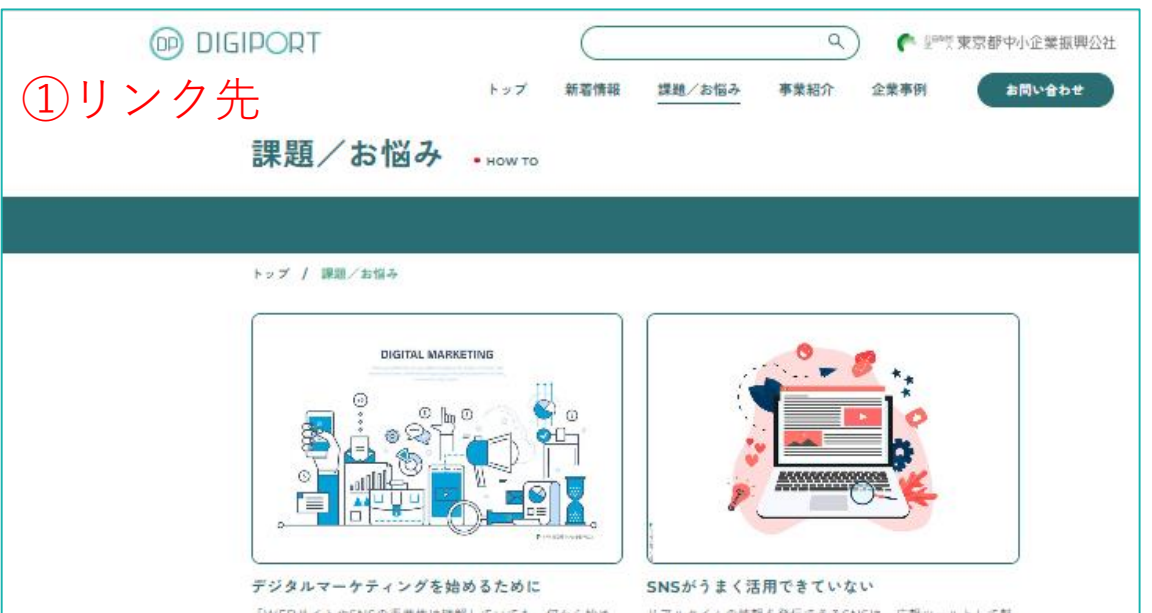 DP DIGIPORT
東京都中小企業振興公社
①リンク先
トップ 新着情報 課題／お悩み 事業紹介 企業事例 お問い合わせ
課題／お悩み HOW TO
トップ / 課題／お悩み
DIGITAL MARKETING
デジタルマーケティングを始めるために
SNSがうまく活用できていない